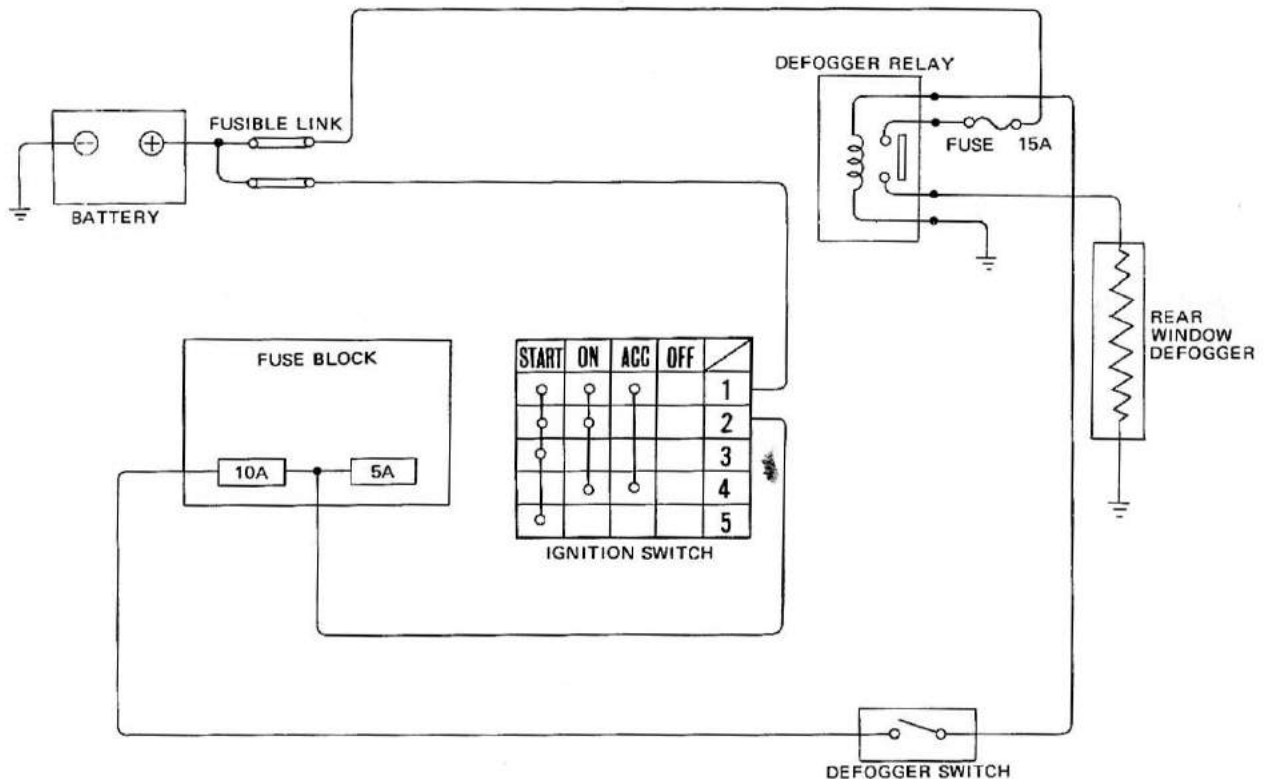 DEFOGGER RELAY
FUSIBLE LINK
FUSE 15A
BATTERY
REAR
WINDOW
DEFOGGER
FUSE BLOCK
10A 5A
START ON ACC OFF
1
2
3
4
5
IGNITION SWITCH
DEFOGGER SWITCH